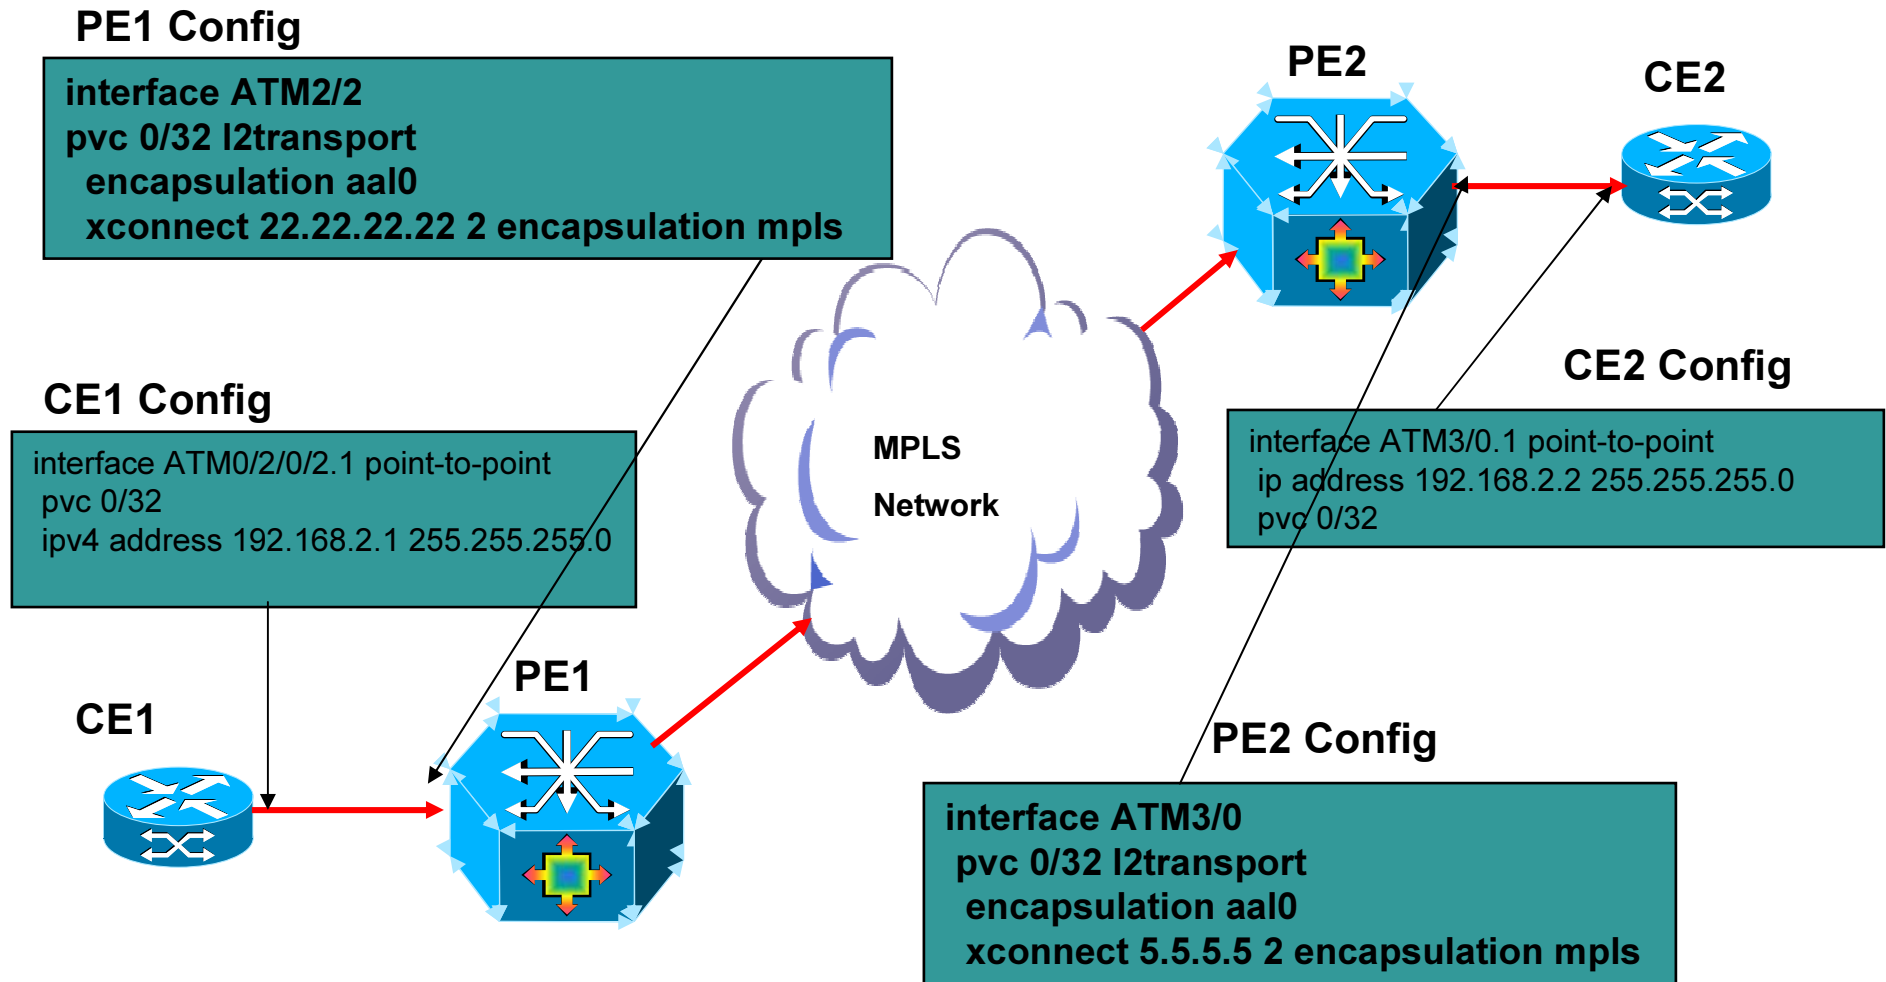 PE1 Config
interface ATM2/2
pvc 0/32 l2transport
encapsulation aal0
xconnect 22.22.22.22 2 encapsulation mpls
PE2
CE2
CE1 Config
interface ATM0/2/0/2.1 point-to-point
pvc 0/32
ipv4 address 192.168.2.1 255.255.255.0
MPLS
Network
CE2 Config
interface ATM3/0.1 point-to-point
ip address 192.168.2.2 255.255.255.0
pvc 0/32
CE1
PE1
PE2 Config
interface ATM3/0
pvc 0/32 l2transport
encapsulation aal0
xconnect 5.5.5.5 2 encapsulation mpls